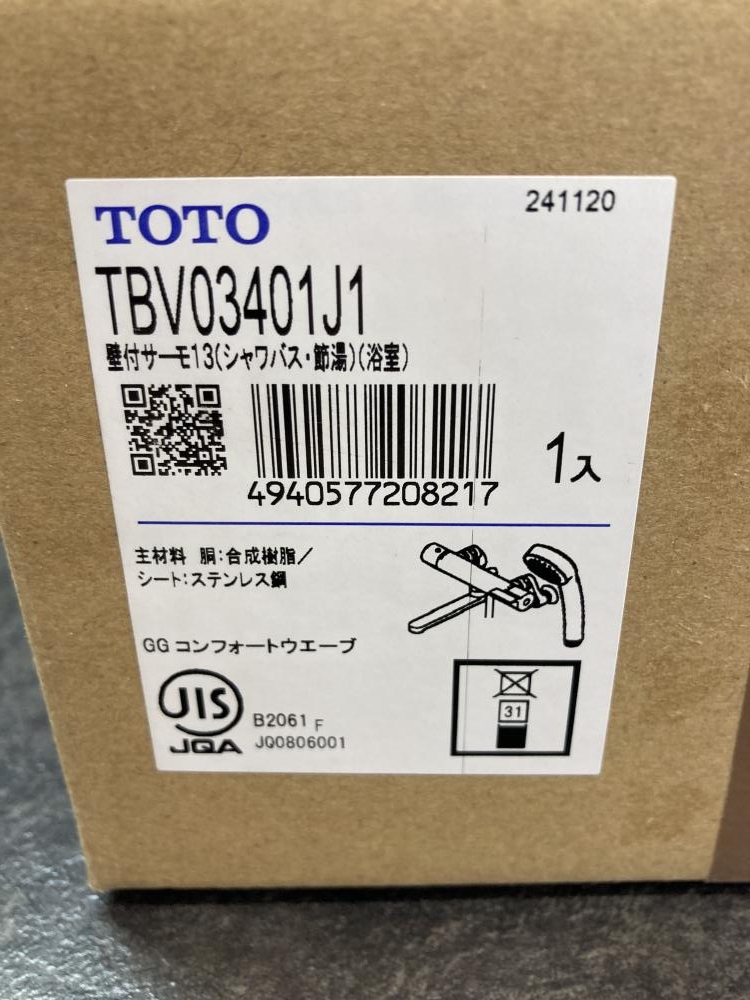 TOTO
241120
TBV03401J1
壁付サーモ13(シャワバス・節湯)(浴室)
4940577208217
1入
主材料 胴:合成樹脂/
シート:ステンレス鋼
GG コンフォートウエーブ
JIS
JQA
B2061 F
JQ0806001
31